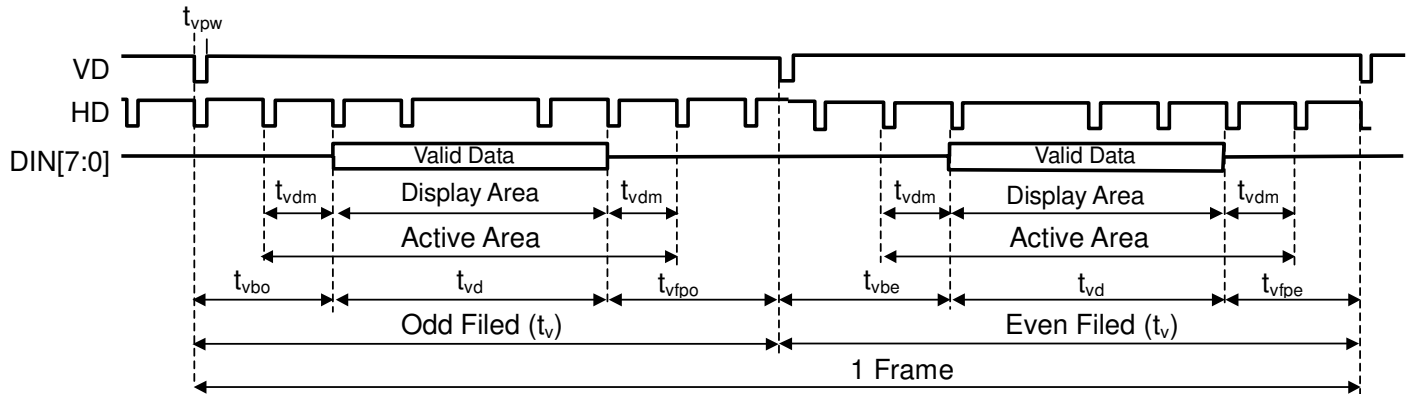 tvpw
VD
HD
DIN[7:0]
Valid Data Valid Data
tvdm Display Area tvdm tvdm Display Area tvdm
Active Area Active Area
tvbo tvd tvfpo tvbe tvd tvfpe
Odd Filed (tv) Even Filed (tv)
1 Frame